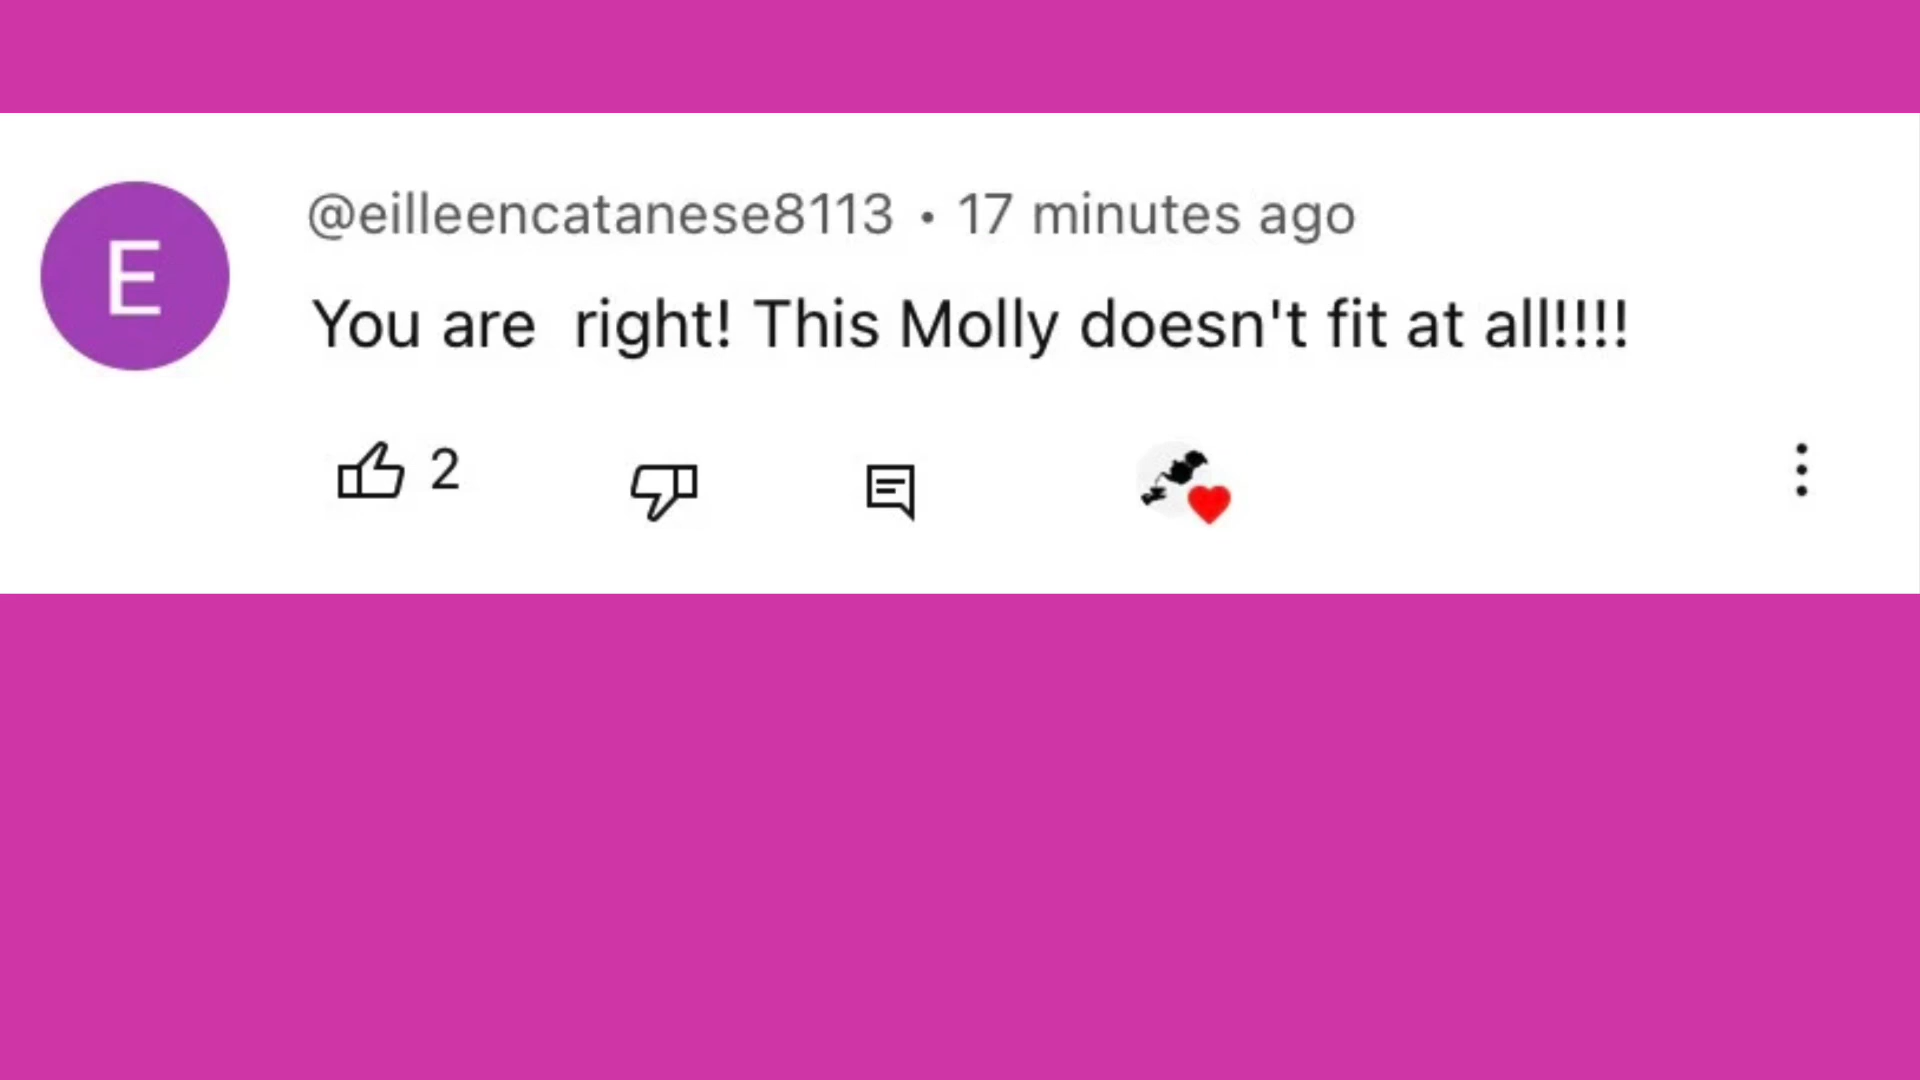 E
@eilleencatanese8113 • 17 minutes ago
You are  right! This Molly doesn't fit at all!!!!
2